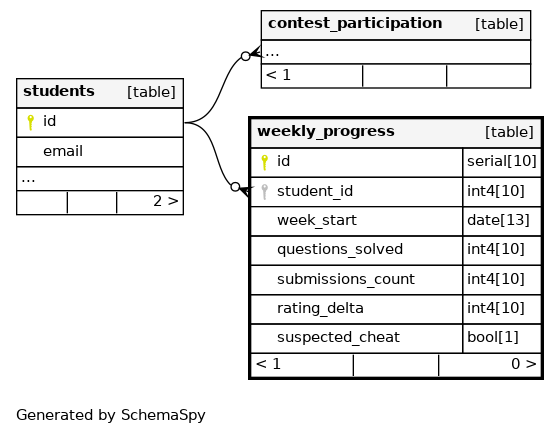 contest_participation [table]
...
< 1
students [table]
id
email
...
2 >
weekly_progress [table]
id serial[10]
student_id int4[10]
week_start date[13]
questions_solved int4[10]
submissions_count int4[10]
rating_delta int4[10]
suspected_cheat bool[1]
< 1 0 >
Generated by SchemaSpy